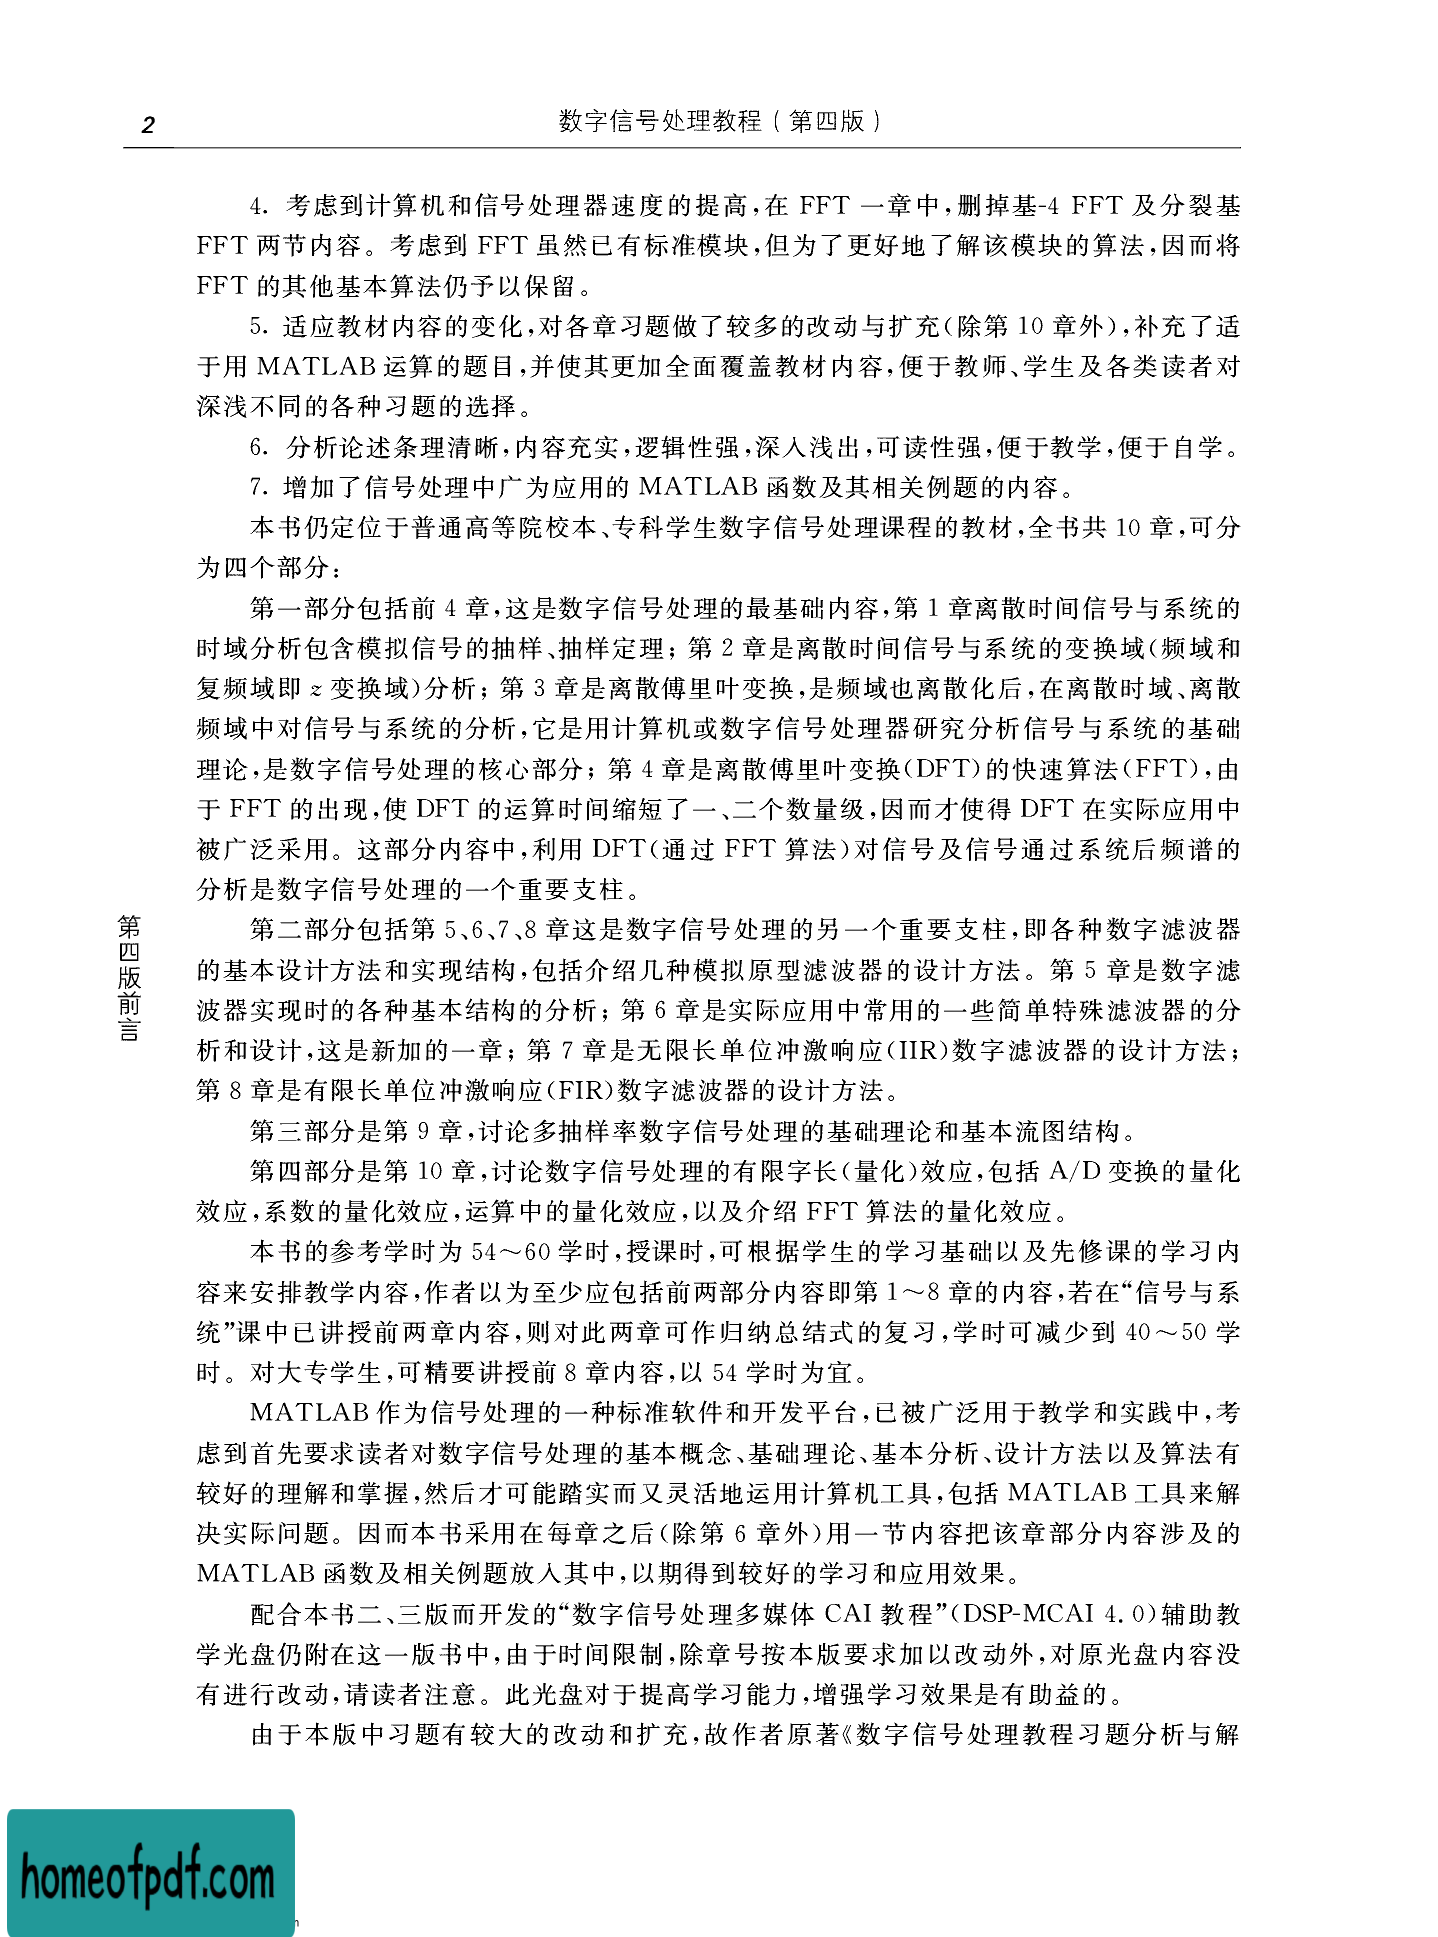 2
数字信号处理教程（第四版）
4. 考虑到计算机和信号处理器速度的提高,在 FFT 一章中,删掉基-4 FFT 及分裂基
FFT 两节内容。考虑到 FFT 虽然已有标准模块,但为了更好地了解该模块的算法,因而将
FFT 的其他基本算法仍予以保留。
5. 适应教材内容的变化,对各章习题做了较多的改动与扩充(除第 10 章外),补充了适
于用 MATLAB 运算的题目,并使其更加全面覆盖教材内容,便于教师、学生及各类读者对
深浅不同的各种习题的选择。
6. 分析论述条理清晰,内容充实,逻辑性强,深入浅出,可读性强,便于教学,便于自学。
7. 增加了信号处理中广为应用的 MATLAB 函数及其相关例题的内容。
本书仍定位于普通高等院校本、专科学生数字信号处理课程的教材,全书共 10 章,可分
为四个部分:
第一部分包括前 4 章,这是数字信号处理的最基础内容,第 1 章离散时间信号与系统的
时域分析包含模拟信号的抽样、抽样定理; 第 2 章是离散时间信号与系统的变换域(频域和
复频域即 z 变换域)分析; 第 3 章是离散傅里叶变换,是频域也离散化后,在离散时域、离散
频域中对信号与系统的分析,它是用计算机或数字信号处理器研究分析信号与系统的基础
理论,是数字信号处理的核心部分; 第 4 章是离散傅里叶变换(DFT)的快速算法(FFT),由
于 FFT 的出现,使 DFT 的运算时间缩短了一、二个数量级,因而才使得 DFT 在实际应用中
被广泛采用。这部分内容中,利用 DFT(通过 FFT 算法)对信号及信号通过系统后频谱的
分析是数字信号处理的一个重要支柱。
第二部分包括第 5、6、7、8 章这是数字信号处理的另一个重要支柱,即各种数字滤波器
的基本设计方法和实现结构,包括介绍几种模拟原型滤波器的设计方法。第 5 章是数字滤
波器实现时的各种基本结构的分析; 第 6 章是实际应用中常用的一些简单特殊滤波器的分
析和设计,这是新加的一章; 第 7 章是无限长单位冲激响应(IIR)数字滤波器的设计方法;
第 8 章是有限长单位冲激响应(FIR)数字滤波器的设计方法。
第三部分是第 9 章,讨论多抽样率数字信号处理的基础理论和基本流图结构。
第四部分是第 10 章,讨论数字信号处理的有限字长(量化)效应,包括 A/D 变换的量化
效应,系数的量化效应,运算中的量化效应,以及介绍 FFT 算法的量化效应。
本书的参考学时为 54～60 学时,授课时,可根据学生的学习基础以及先修课的学习内
容来安排教学内容,作者以为至少应包括前两部分内容即第 1～8 章的内容,若在“信号与系
统”课中已讲授前两章内容,则对此两章可作归纳总结式的复习,学时可减少到 40～50 学
时。对大专学生,可精要讲授前 8 章内容,以 54 学时为宜。
MATLAB 作为信号处理的一种标准软件和开发平台,已被广泛用于教学和实践中,考
虑到首先要求读者对数字信号处理的基本概念、基础理论、基本分析、设计方法以及算法有
较好的理解和掌握,然后才可能踏实而又灵活地运用计算机工具,包括 MATLAB 工具来解
决实际问题。因而本书采用在每章之后(除第 6 章外)用一节内容把该章部分内容涉及的
MATLAB 函数及相关例题放入其中,以期得到较好的学习和应用效果。
配合本书二、三版而开发的“数字信号处理多媒体 CAI 教程”(DSP-MCAI 4.0)辅助教
学光盘仍附在这一版书中,由于时间限制,除章号按本版要求加以改动外,对原光盘内容没
有进行改动,请读者注意。此光盘对于提高学习能力,增强学习效果是有助益的。
由于本版中习题有较大的改动和扩充,故作者原著《数字信号处理教程习题分析与解
第四版前言
homeofpdf.com